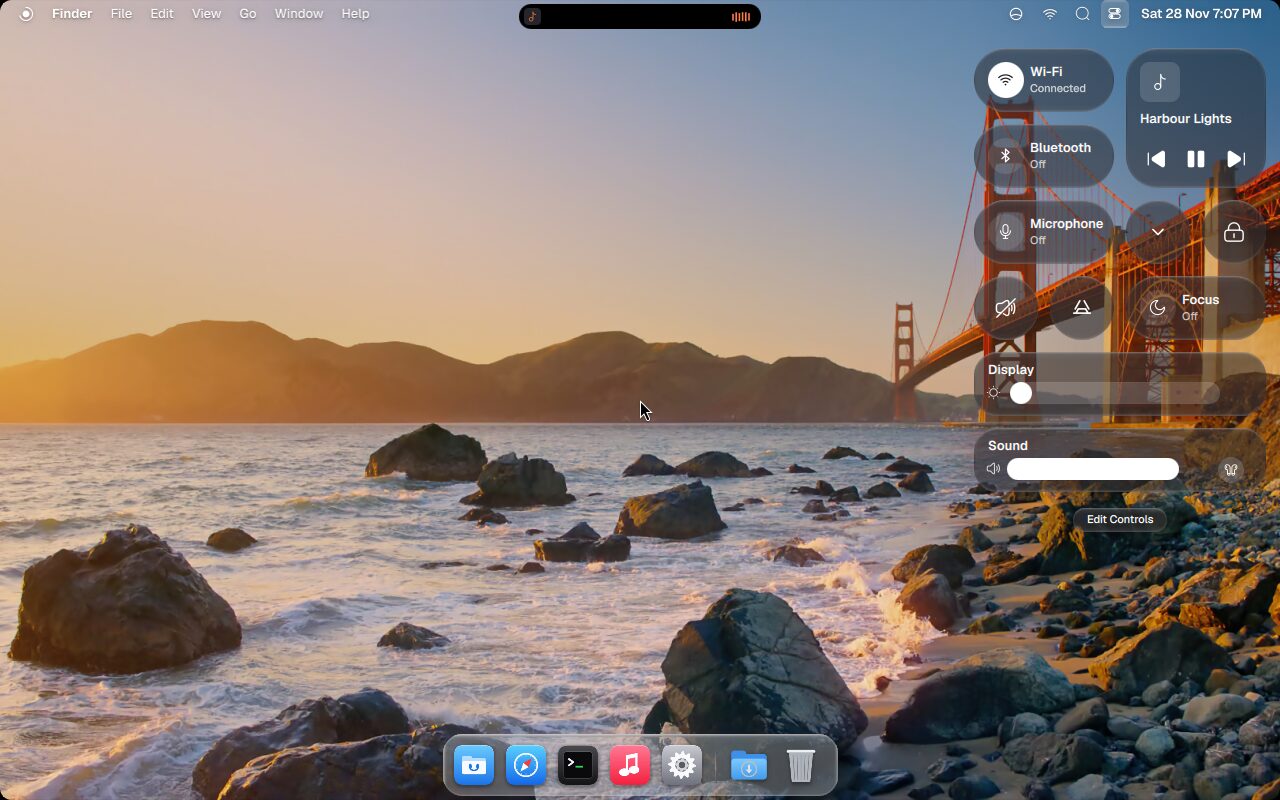 Finder File Edit View Go Window Help
Sat 28 Nov 7:07 PM
Wi-Fi
Connected
Harbour Lights
Bluetooth
Off
Microphone
Off
Focus
Off
Display
Sound
Edit Controls